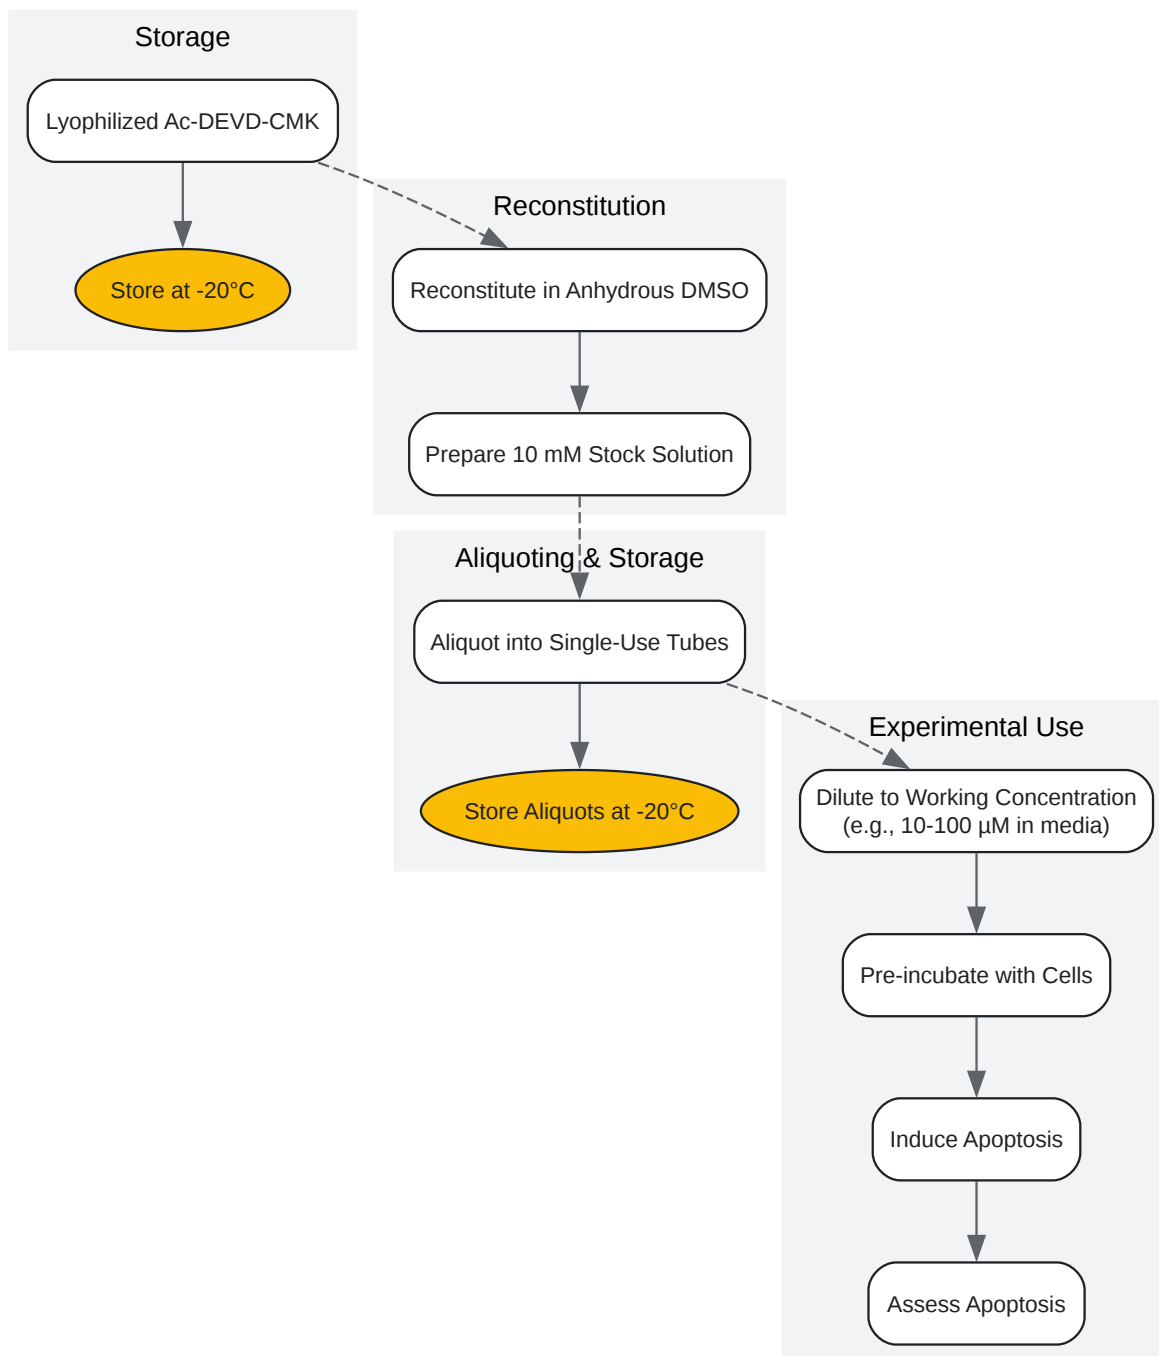 Storage
Lyophilized Ac-DEVD-CMK
Store at -20°C
Reconstitution
Reconstitute in Anhydrous DMSO
Prepare 10 mM Stock Solution
Aliquoting & Storage
Aliquot into Single-Use Tubes
Store Aliquots at -20°C
Experimental Use
Dilute to Working Concentration
(e.g., 10-100 µM in media)
Pre-incubate with Cells
Induce Apoptosis
Assess Apoptosis